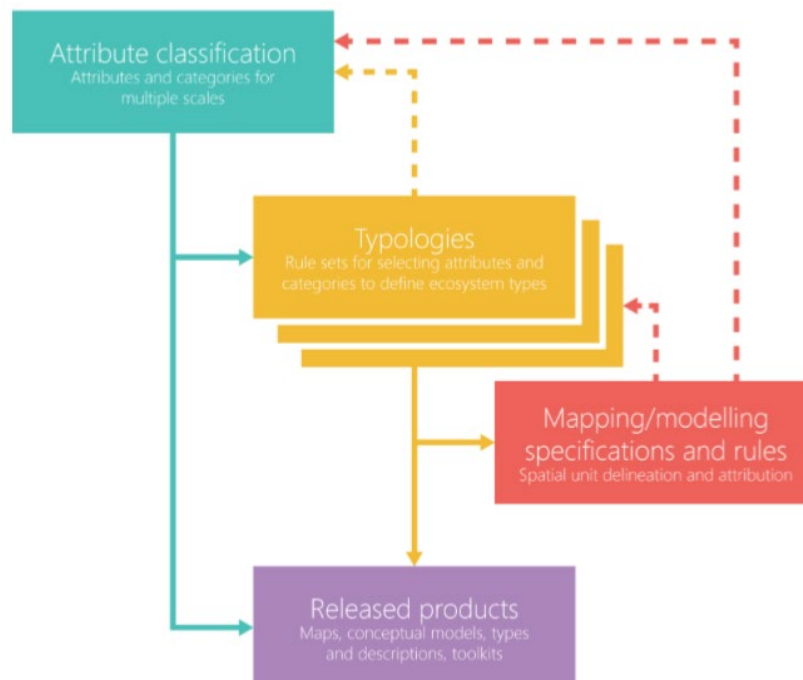 Attribute classification
Attributes and categories for
multiple scales
Typologies
Rule sets for selecting attributes and
categories to define ecosystem types
Mapping/modelling
specifications and rules
Spatial unit delineation and attribution
Released products
Maps, conceptual models, types
and descriptions, toolkits